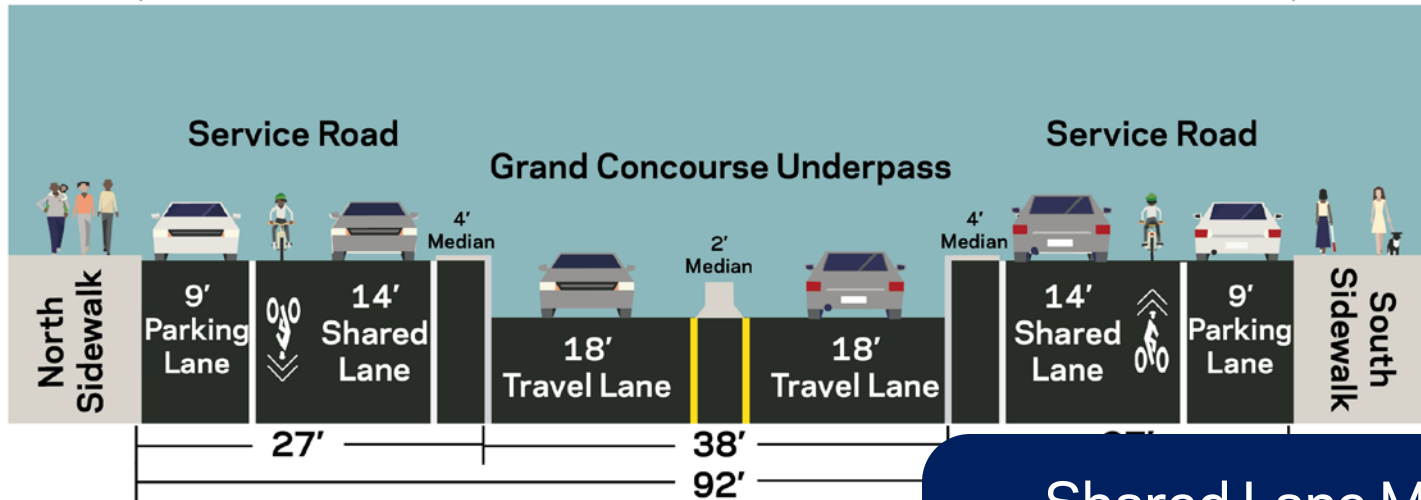 Service Road
Grand Concourse Underpass
Service Road
4′
Median
2′
Median
4′
Median
North
Sidewalk
9′
Parking
Lane
14′
Shared
Lane
18′
Travel Lane
18′
Travel Lane
14′
Shared
Lane
9′
Parking
Lane
South
Sidewalk
27′
38′
92′
Shared Lane